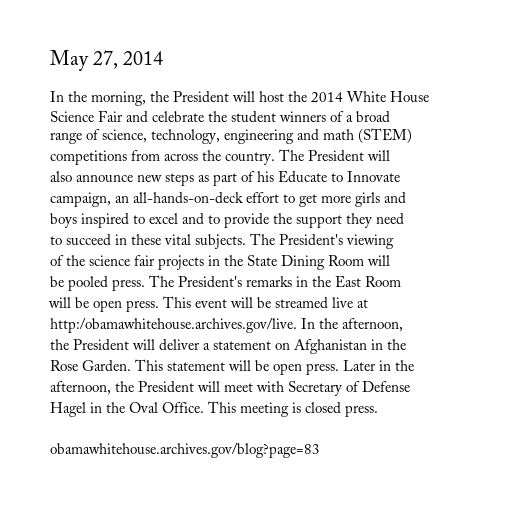 May 27, 2014
In the morning, the President will host the 2014 White House
Science Fair and celebrate the student winners of a broad
range of science, technology, engineering and math (STEM)
competitions from across the country. The President will
also announce new steps as part of his Educate to Innovate
campaign, an all-hands-on-deck effort to get more girls and
boys inspired to excel and to provide the support they need
to succeed in these vital subjects. The President's viewing
of the science fair projects in the State Dining Room will
be pooled press. The President's remarks in the East Room
will be open press. This event will be streamed live at
http:/obamawhitehouse.archives.gov/live. In the afternoon,
the President will deliver a statement on Afghanistan in the
Rose Garden. This statement will be open press. Later in the
afternoon, the President will meet with Secretary of Defense
Hagel in the Oval Office. This meeting is closed press.
obamawhitehouse.archives.gov/blog?page=83